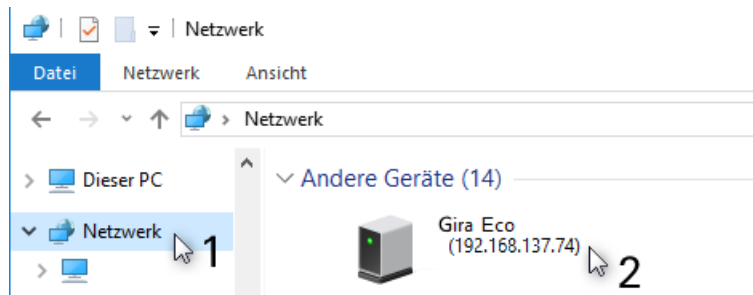 Netzwerk
Datei Netzwerk Ansicht
Netzwerk
Dieser PC
Andere Geräte (14)
Netzwerk
1
Gira Eco
(192.168.137.74)
2